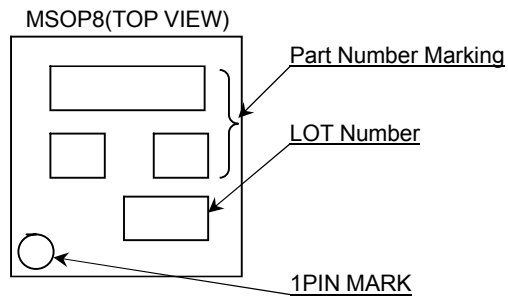 MSOP8(TOP VIEW)
Part Number Marking
LOT Number
1PIN MARK